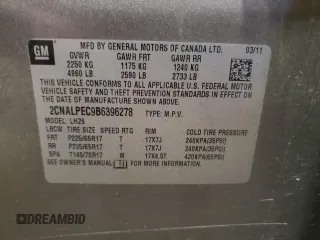 GM
MFD BY GENERAL MOTORS OF CANADA LTD. 03/11
GVWR GAWR FRT GAWR RR
2250 KG 1175 KG 1240 KG
4960 LB 2590 LB 2733 LB
THIS VEHICLE CONFORMS TO ALL APPLICABLE U.S. FEDERAL MOTOR
VEHICLE SAFETY AND THEFT PREVENTION STANDARDS IN EFFECT
ON THE DATE OF MANUFACTURE SHOWN ABOVE.
2CNALPEC9B6396278 TYPE: M.P.V.
MODEL: LH26
LBCW TIRE SIZE SPEED RTG RIM COLD TIRE PRESSURE
FRT P225/65R17 T 17X7J 240KPA(35PSI)
RR P225/65R17 T 17X7J 240KPA(35PSI)
SPA T145/70R17 M 17X4.5T 420KPA(60PSI)
SEE OWNER'S MANUAL FOR MORE INFORMATION.
DREAMBID